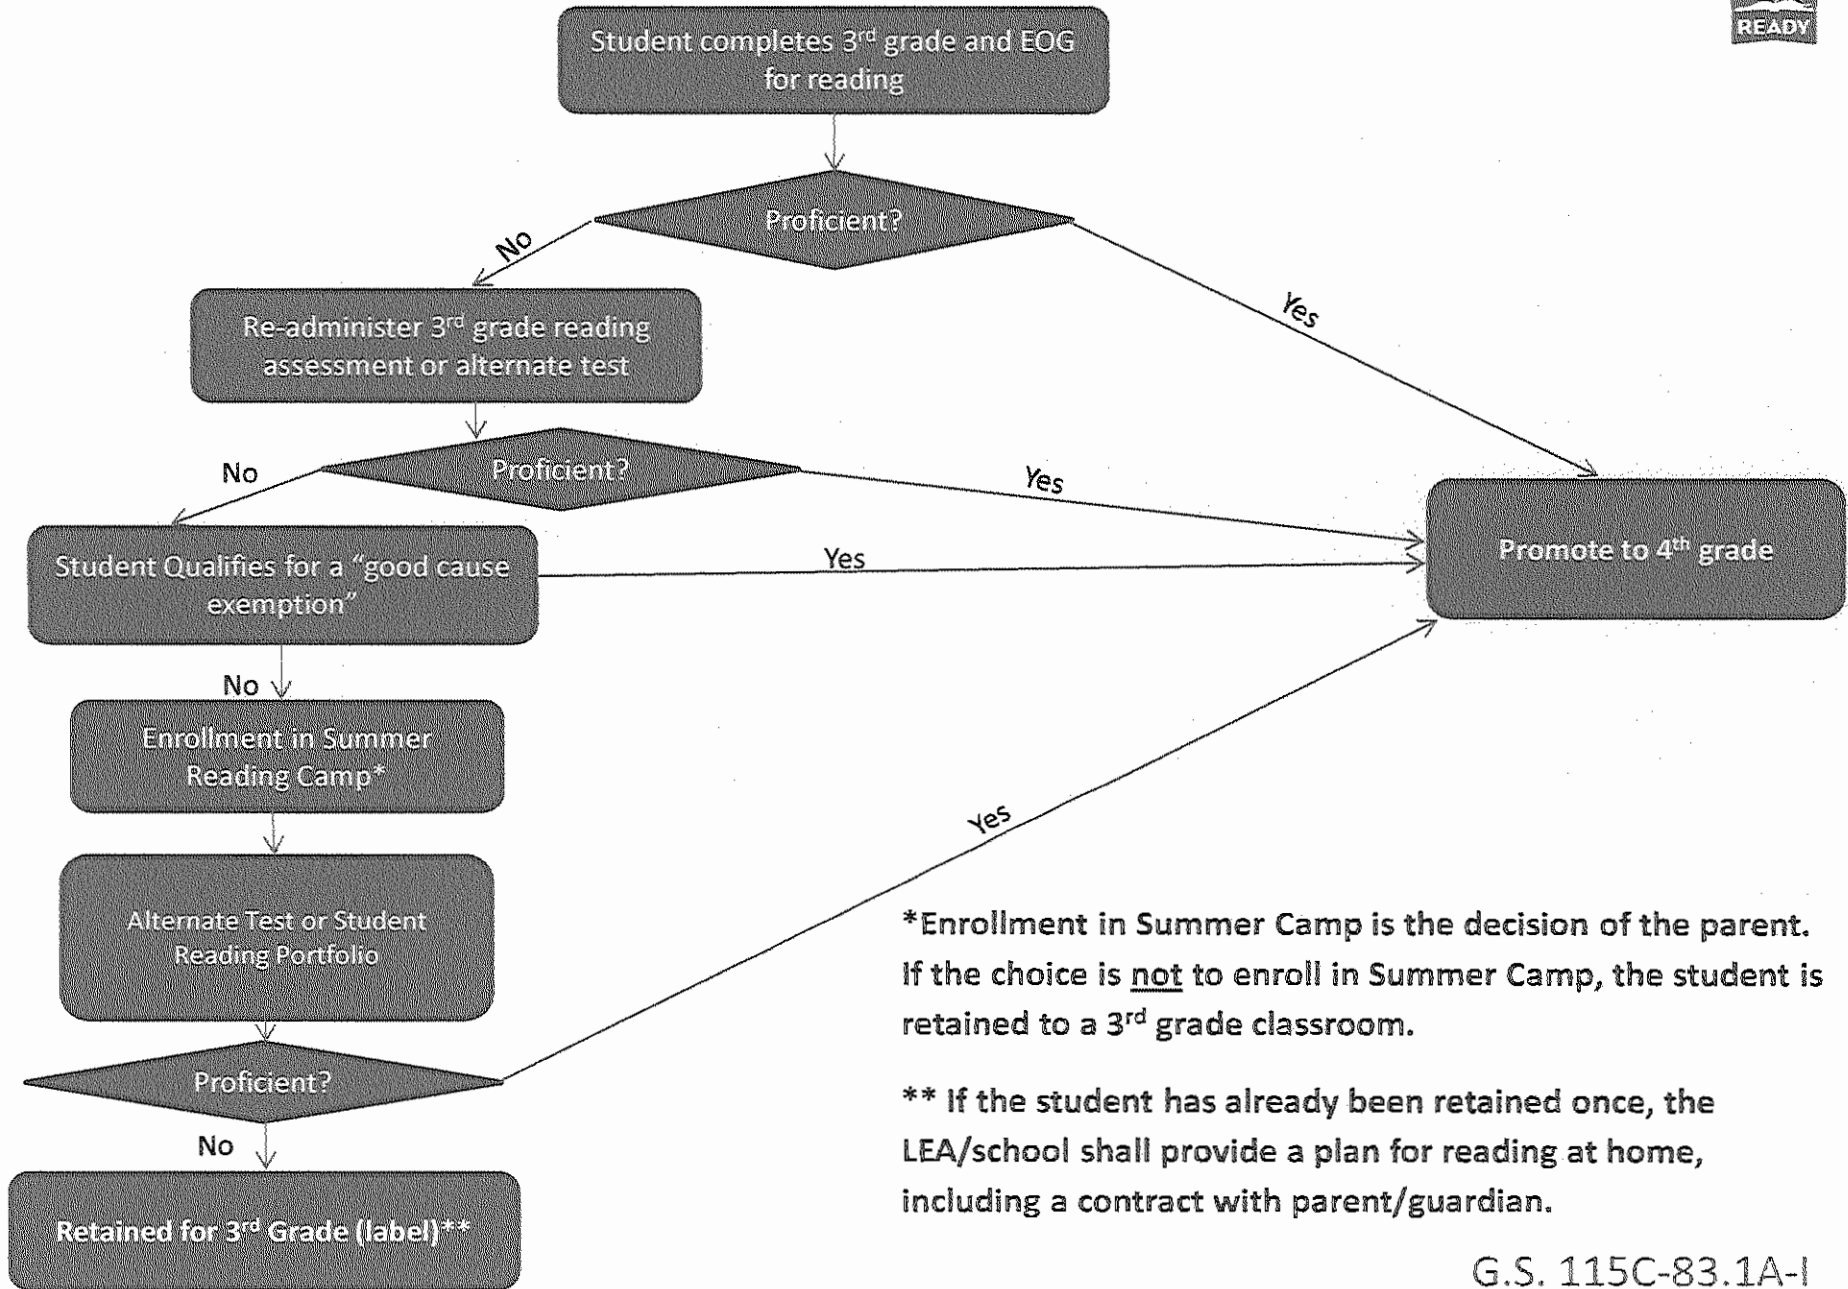 READY
Student completes 3rd grade and EOG
for reading
Proficient?
No
Yes
Re-administer 3rd grade reading
assessment or alternate test
Proficient?
No
Yes
Student Qualifies for a “good cause
exemption”
Yes
Promote to 4th grade
No
Enrollment in Summer
Reading Camp*
Alternate Test or Student
Reading Portfolio
Yes
Proficient?
No
Retained for 3rd Grade (label)**
*Enrollment in Summer Camp is the decision of the parent.
If the choice is not to enroll in Summer Camp, the student is
retained to a 3rd grade classroom.
** If the student has already been retained once, the
LEA/school shall provide a plan for reading at home,
including a contract with parent/guardian.
G.S. 115C-83.1A-I